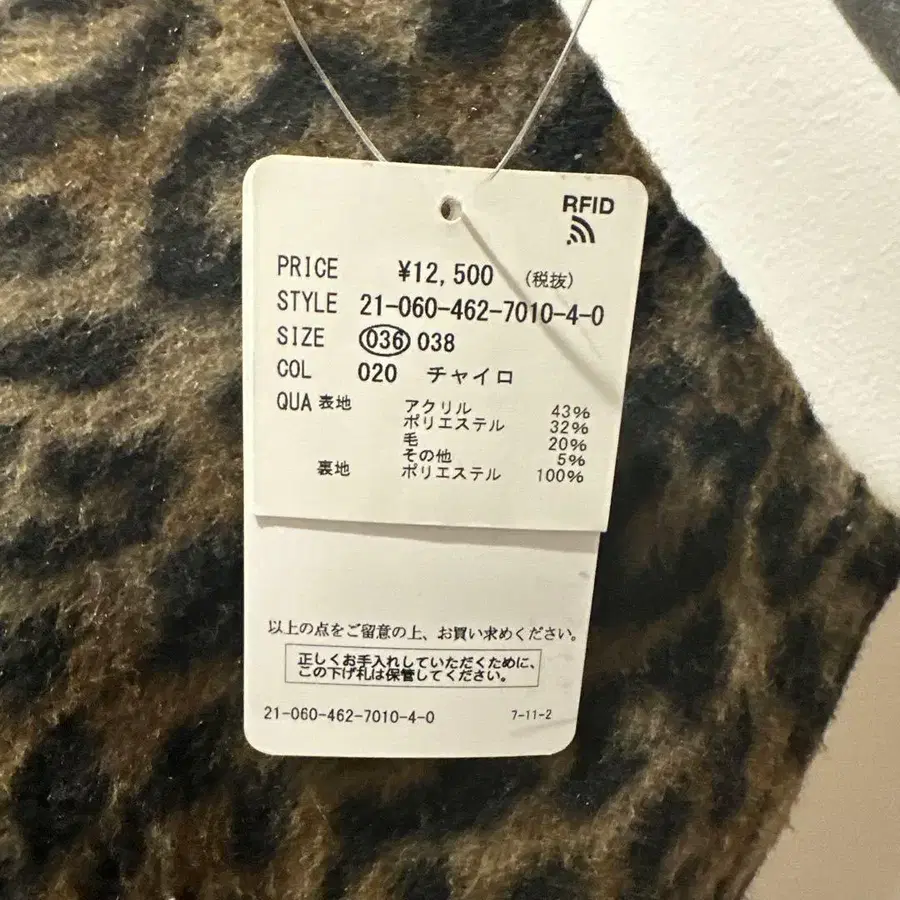 RFID
PRICE ¥12,500 (税抜)
STYLE 21-060-462-7010-4-0
SIZE 036 038
COL 020 チャイロ
QUA 表地 アクリル 43%
ポリエステル 32%
毛 20%
その他 5%
裏地 ポリエステル 100%
以上の点をご留意の上、お買い求めください。
正しくお手入れしていただくために、
この下げ札は保管してください。
21-060-462-7010-4-0 7-11-2